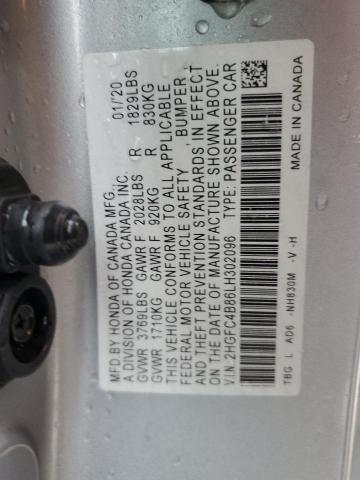 MFD.BY HONDA OF CANADA MFG., 01/20
A DIVISION OF HONDA CANADA INC.
GVWR 3769LBS GAWR F 2028LBS R 1829LBS
GVWR 1710KG GAWR F 920KG R 830KG
THIS VEHICLE CONFORMS TO ALL APPLICABLE
FEDERAL MOTOR VEHICLE SAFETY , BUMPER ,
AND THEFT PREVENTION STANDARDS IN EFFECT
ON THE DATE OF MANUFACTURE SHOWN ABOVE.
V.I.N. 2HGFC4B86LH302096 TYPE: PASSENGER CAR
TBG L A06 -NH830M -V -H MADE IN CANADA